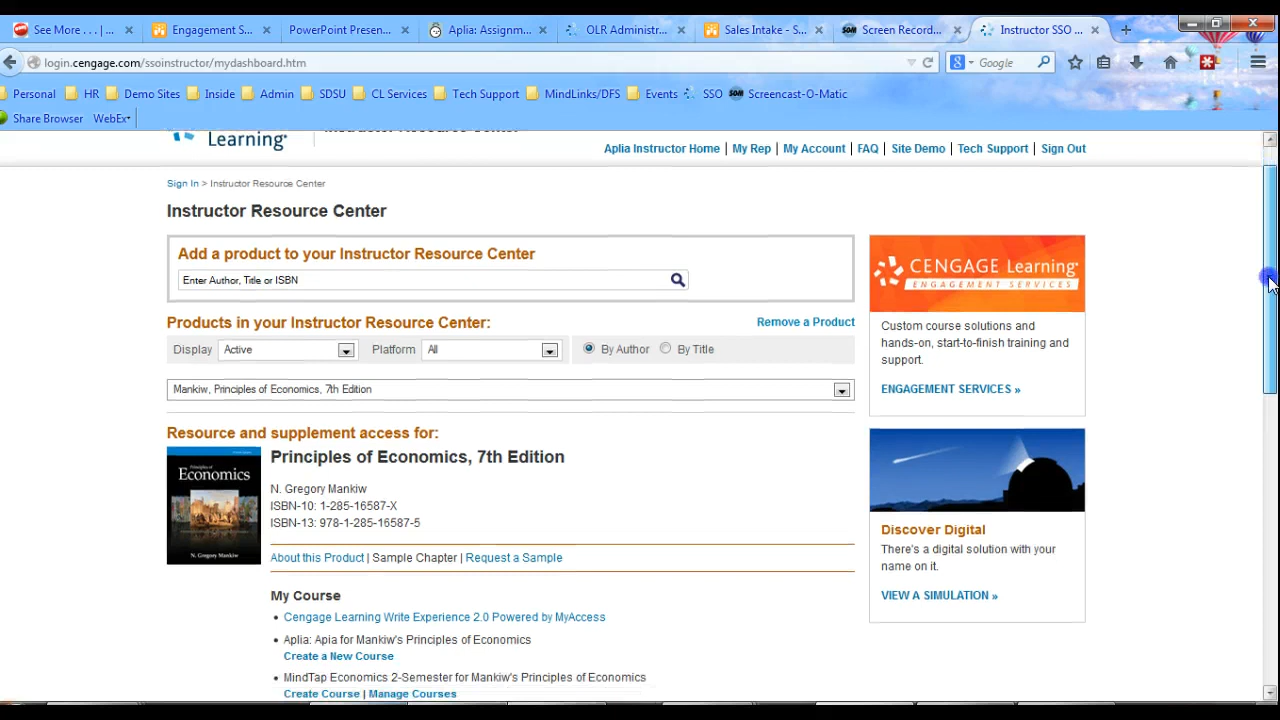 See More ... | ...
Engagement S...
PowerPoint Presen...
Aplia: Assignm...
OLR Administr...
Sales Intake - S...
Screen Record...
Instructor SSO ...
login.cengage.com/ssoinstructor/mydashboard.htm
Google
Personal
HR
Demo Sites
Inside
Admin
SDSU
CL Services
Tech Support
MindLinks/DFS
Events
SSO
Screencast-O-Matic
Share Browser
WebEx
Learning
Instructor Resource Center
Aplia Instructor Home | My Rep | My Account | FAQ | Site Demo | Tech Support | Sign Out
Sign In > Instructor Resource Center
Instructor Resource Center
Add a product to your Instructor Resource Center
Enter Author, Title or ISBN
Products in your Instructor Resource Center:
Remove a Product
Display Active Platform All By Author By Title
Mankiw, Principles of Economics, 7th Edition
Resource and supplement access for:
Principles of
Economics
N. Gregory Mankiw
Principles of Economics, 7th Edition
N. Gregory Mankiw
ISBN-10: 1-285-16587-X
ISBN-13: 978-1-285-16587-5
About this Product | Sample Chapter | Request a Sample
My Course
• Cengage Learning Write Experience 2.0 Powered by MyAccess
• Aplia: Apia for Mankiw's Principles of Economics
Create a New Course
• MindTap Economics 2-Semester for Mankiw's Principles of Economics
Create Course | Manage Courses
CENGAGE Learning
ENGAGEMENT SERVICES
Custom course solutions and
hands-on, start-to-finish training and
support.
ENGAGEMENT SERVICES »
Discover Digital
There's a digital solution with your
name on it.
VIEW A SIMULATION »